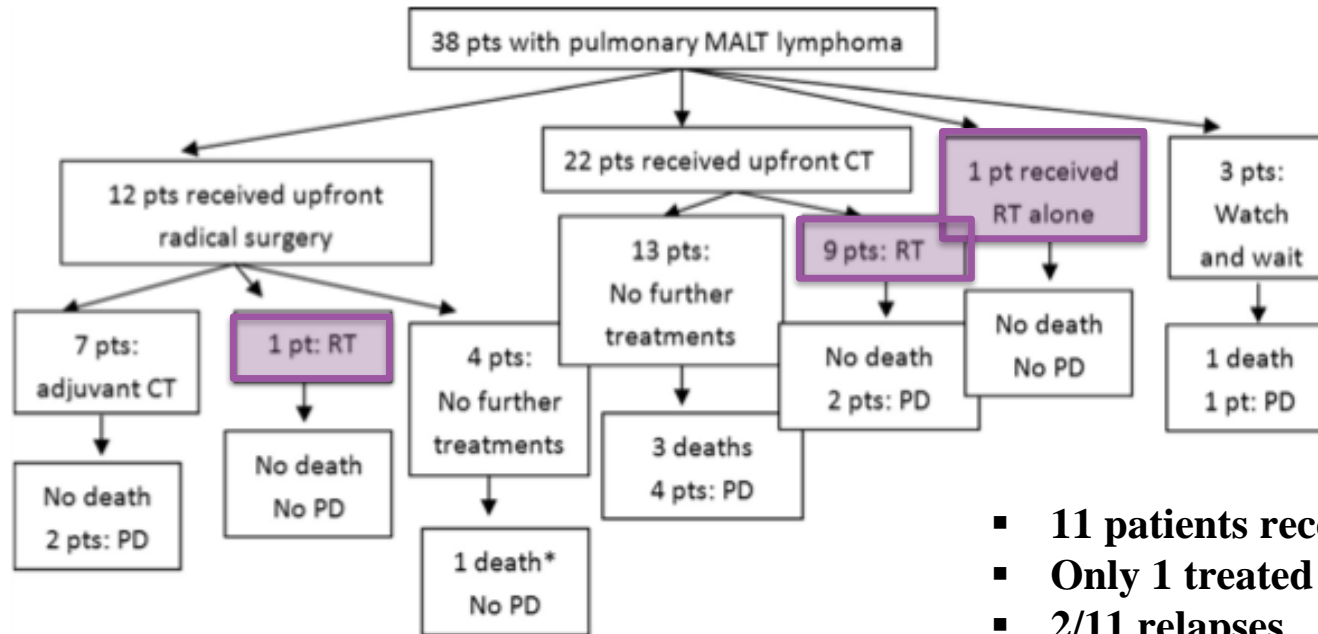 38 pts with pulmonary MALT lymphoma
12 pts received upfront
radical surgery
22 pts received upfront CT
1 pt received
RT alone
3 pts:
Watch
and wait
7 pts:
adjuvant CT
1 pt: RT
4 pts:
No further
treatments
13 pts:
No further
treatments
9 pts: RT
No death
2 pts: PD
No death
No PD
1 death*
No PD
3 deaths
4 pts: PD
No death
2 pts: PD
No death
No PD
1 death
1 pt: PD
▪ 11 patients
▪ Only 1 treated
▪ 2/11 relapses